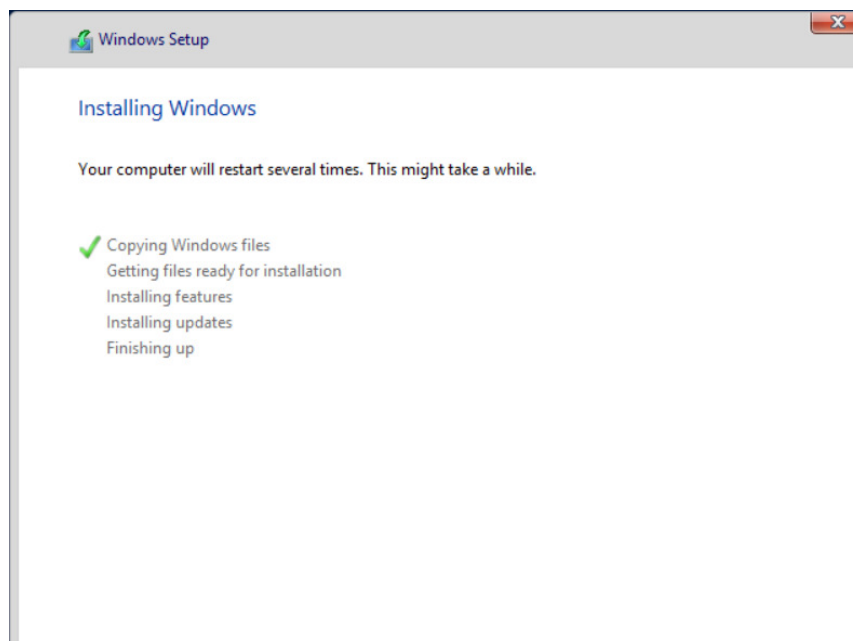 Windows Setup
Installing Windows
Your computer will restart several times. This might take a while.
Copying Windows files
Getting files ready for installation
Installing features
Installing updates
Finishing up